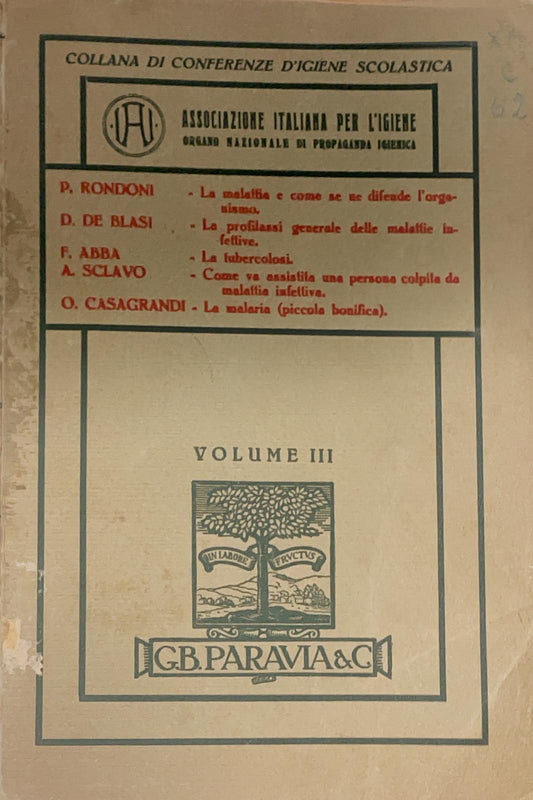 COLLANA DI CONFERENZE D'IGIENE SCOLASTICA
ASSOCIAZIONE ITALIANA PER L'IGIENE
ORGANO NAZIONALE DI PROPAGANDA IGIENICA
P. RONDONI - La malattia e come se ne difende l'orga-
nismo.
D. DE BLASI - La profilassi generale delle malattie in-
fettive.
F. ABBA - La tubercolosi.
A. SCLAVO - Come va assistita una persona colpita da
malattia infettiva.
O. CASAGRANDI - La malaria (piccola bonifica).
VOLUME III
IN LABORE FRVCTVS
G.B. PARAVIA & C